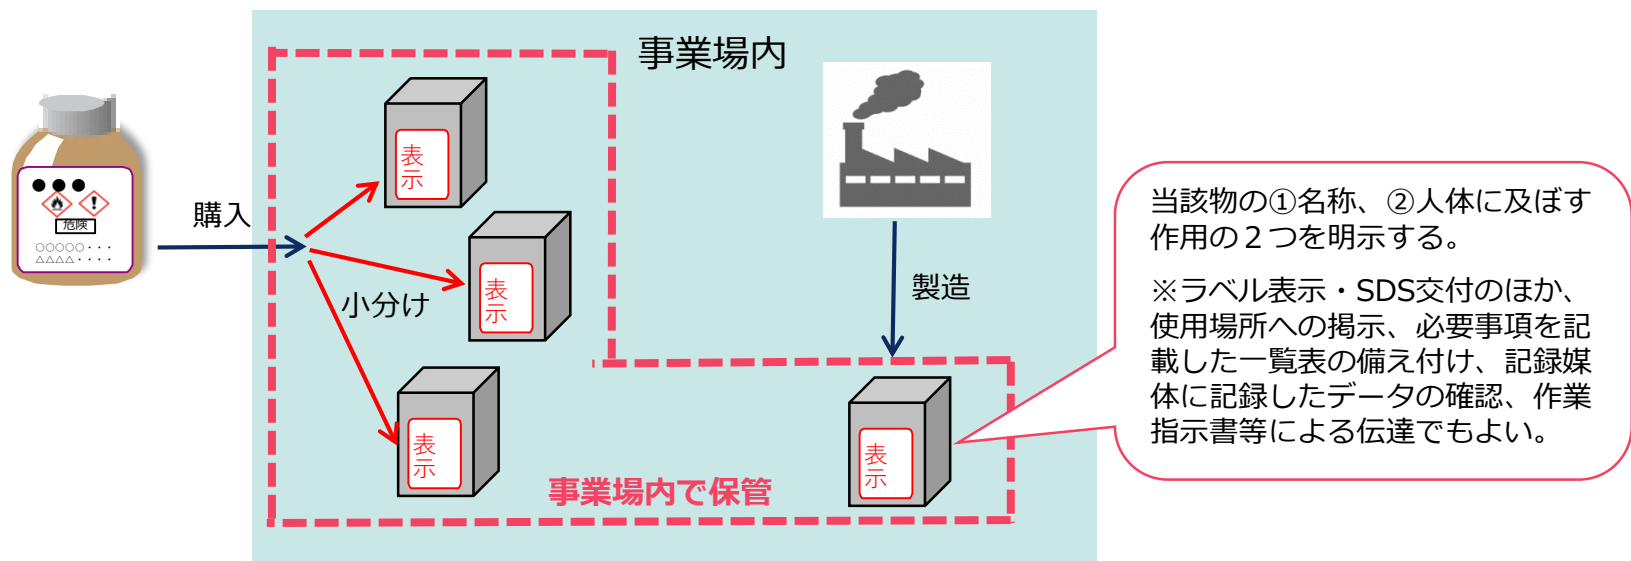 事業場内
●●●
危険
○○○○○・・・
△△△△・・・・
購入
小分け
表示
表示
表示
製造
表示
事業場内で保管
当該物の①名称、②人体に及ぼす
作用の２つを明示する。
※ラベル表示・SDS交付のほか、
使用場所への掲示、必要事項を記
載した一覧表の備え付け、記録媒
体に記録したデータの確認、作業
指示書等による伝達でもよい。